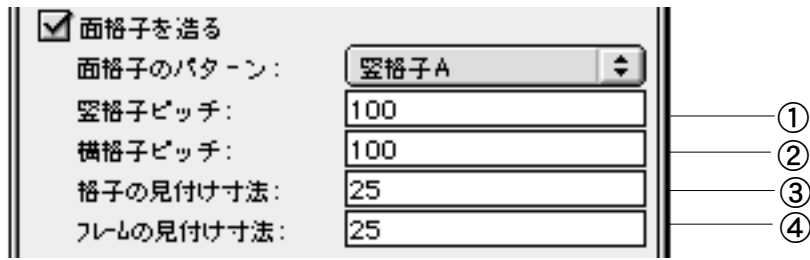 面格子を造る
面格子のパターン: 竪格子A
竪格子ピッチ: 100 ①
横格子ピッチ: 100 ②
格子の見付け寸法: 25 ③
フレームの見付け寸法: 25 ④